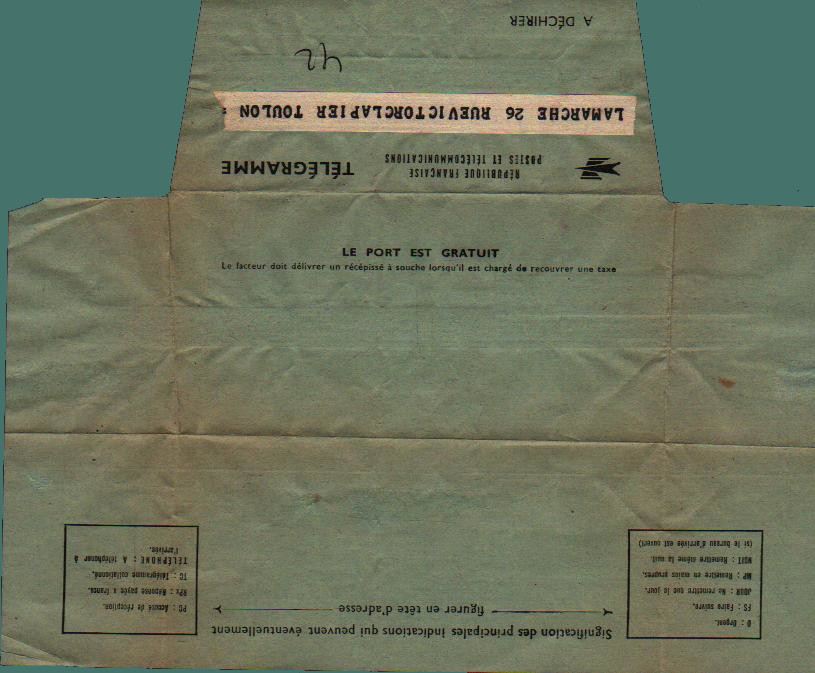 A DÉCHIRER
42
LAMARCHE 26 RUEVICTORCLAPIER TOULON =
RÉPUBLIQUE FRANÇAISE
POSTES ET TÉLÉCOMMUNICATIONS
TÉLÉGRAMME
LE PORT EST GRATUIT
Le facteur doit délivrer un récépissé à souche lorsqu'il est chargé de recouvrer une taxe
Signification des principales indications qui peuvent éventuellement
figurer en tête d'adresse
D : Urgent.
FS : Faire suivre.
JOUR : Ne remettre que le jour.
MP : Remettre en mains propres.
NUIT : Remettre même la nuit.
(si le bureau d'arrivée est ouvert)
PC : Accusé de réception.
RPx : Réponse payée x francs.
TC : Télégramme collationné.
TÉLÉPHONE : A téléphoner à
l'arrivée.